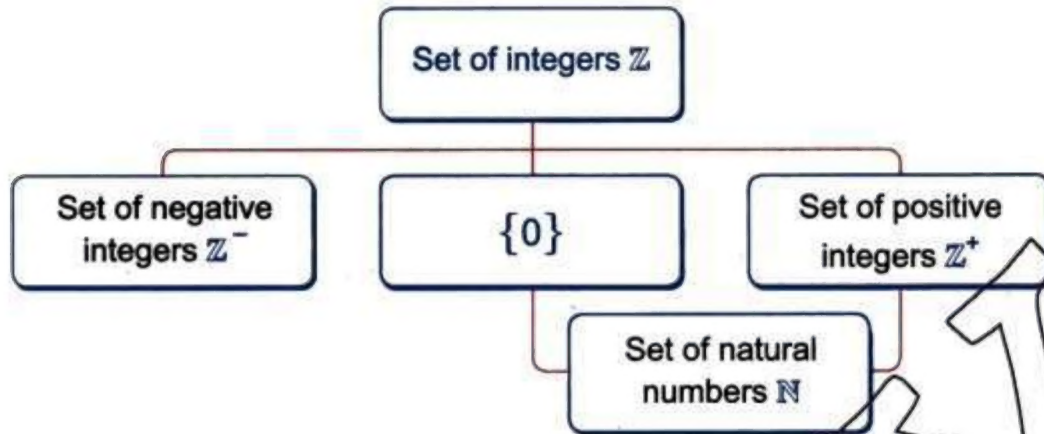 Set of integers ℤ
Set of negative
integers ℤ⁻
{0}
Set of positive
integers ℤ⁺
Set of natural
numbers ℕ